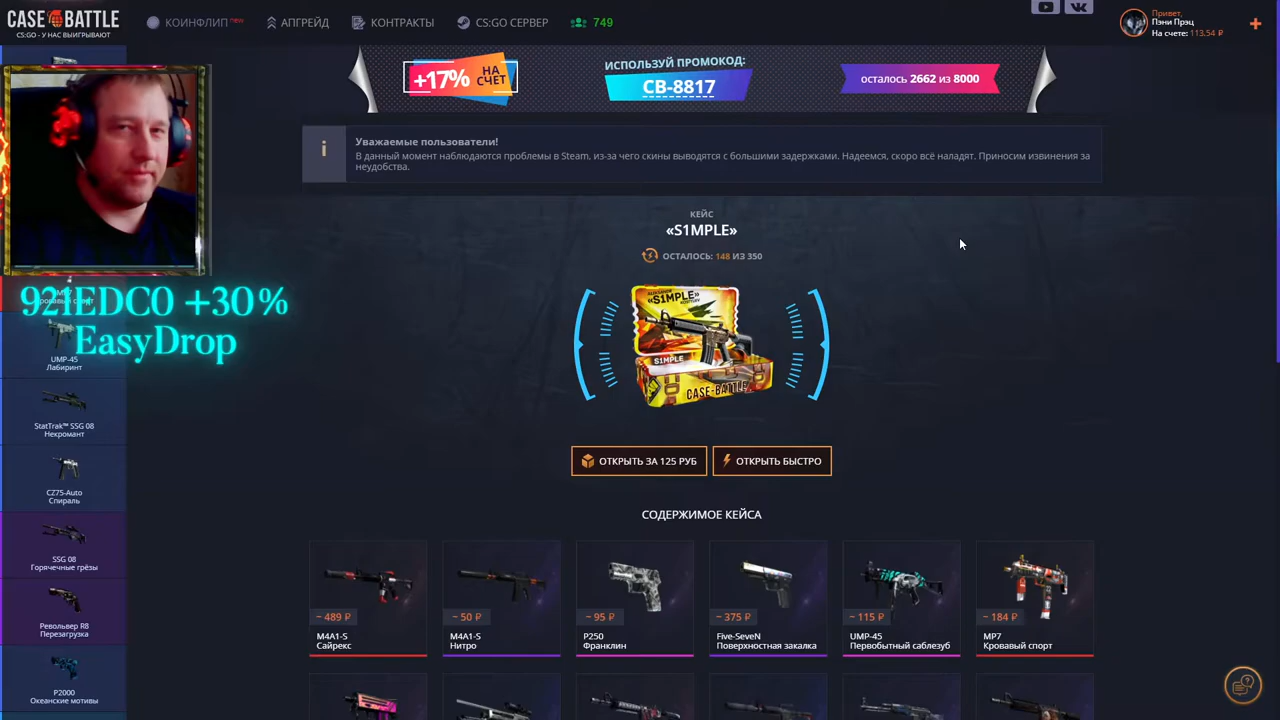 CASE BATTLE
CS:GO - У НАС ВЫИГРЫВАЮТ
КОИНФЛИП new
АПГРЕЙД
КОНТРАКТЫ
CS:GO СЕРВЕР
749
Привет,
Пэни Прэц
На счете: 113,54 ₽
+17% НА СЧЕТ
ИСПОЛЬЗУЙ ПРОМОКОД:
CB-8817
осталось 2662 из 8000
Уважаемые пользователи!
В данный момент наблюдаются проблемы в Steam, из-за чего скины выводятся с большими задержками. Надеемся, скоро всё наладят. Приносим извинения за
неудобства.
КЕЙС
«S1MPLE»
ОСТАЛОСЬ: 148 ИЗ 350
«S1MPLE»
S1MPLE
CASE-BATTLE
921EDC0 +30%
EasyDrop
UMP-45
Лабиринт
StatTrak™ SSG 08
Некромант
CZ75-Auto
Спираль
SSG 08
Горячечные грёзы
Револьвер R8
Перезагрузка
P2000
Океанские мотивы
ОТКРЫТЬ ЗА 125 РУБ
ОТКРЫТЬ БЫСТРО
СОДЕРЖИМОЕ КЕЙСА
~ 489 ₽
M4A1-S
Сайрекс
~ 50 ₽
M4A1-S
Нитро
~ 95 ₽
P250
Франклин
~ 375 ₽
Five-SeveN
Поверхностная закалка
~ 115 ₽
UMP-45
Первобытный саблезуб
~ 184 ₽
MP7
Кровавый спорт